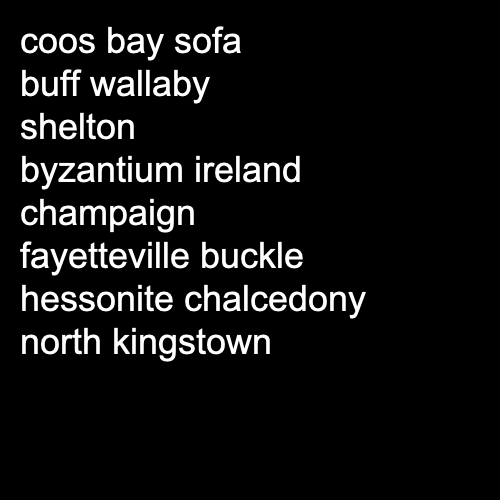 coos bay sofa
buff wallaby
shelton
byzantium ireland
champaign
fayetteville buckle
hessonite chalcedony
north kingstown